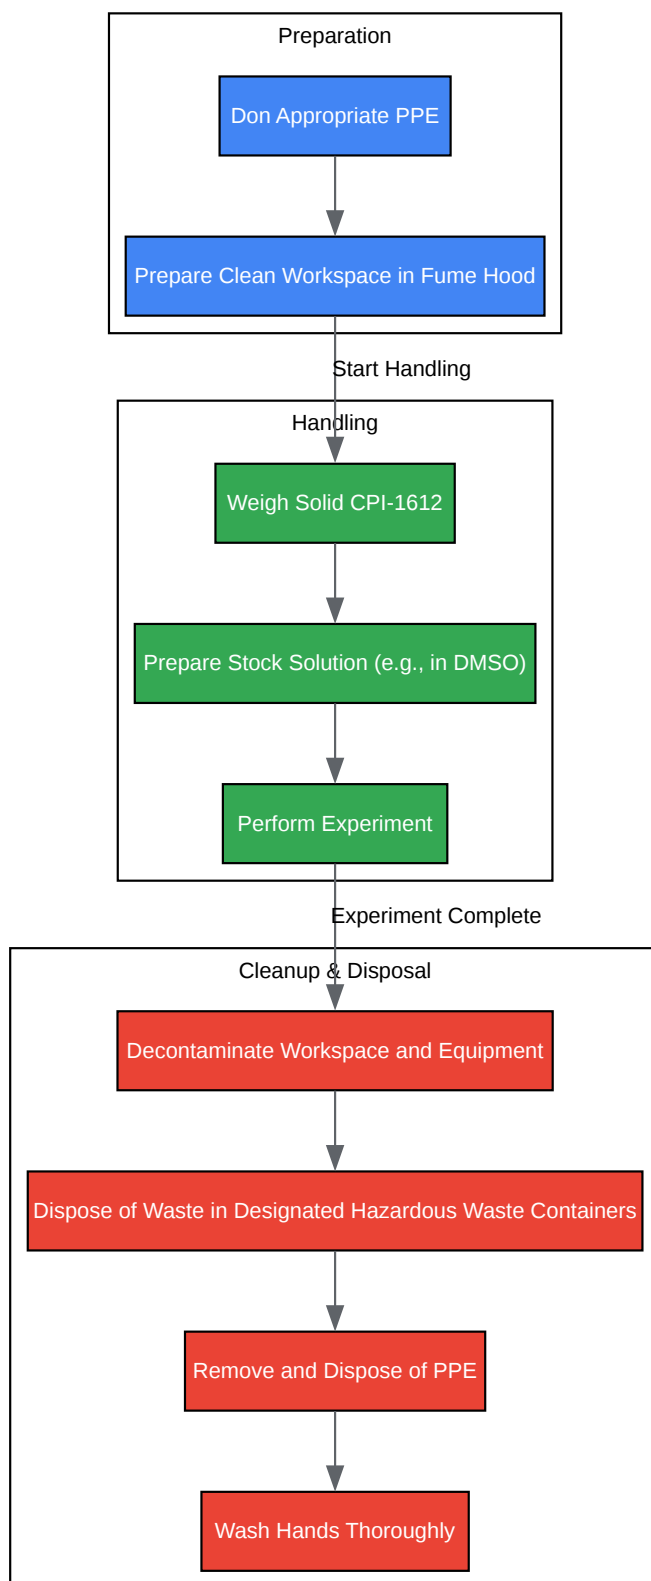 Preparation
Don Appropriate PPE
Prepare Clean Workspace in Fume Hood
Start Handling
Handling
Weigh Solid CPI-1612
Prepare Stock Solution (e.g., in DMSO)
Perform Experiment
Experiment Complete
Cleanup & Disposal
Decontaminate Workspace and Equipment
Dispose of Waste in Designated Hazardous Waste Containers
Remove and Dispose of PPE
Wash Hands Thoroughly